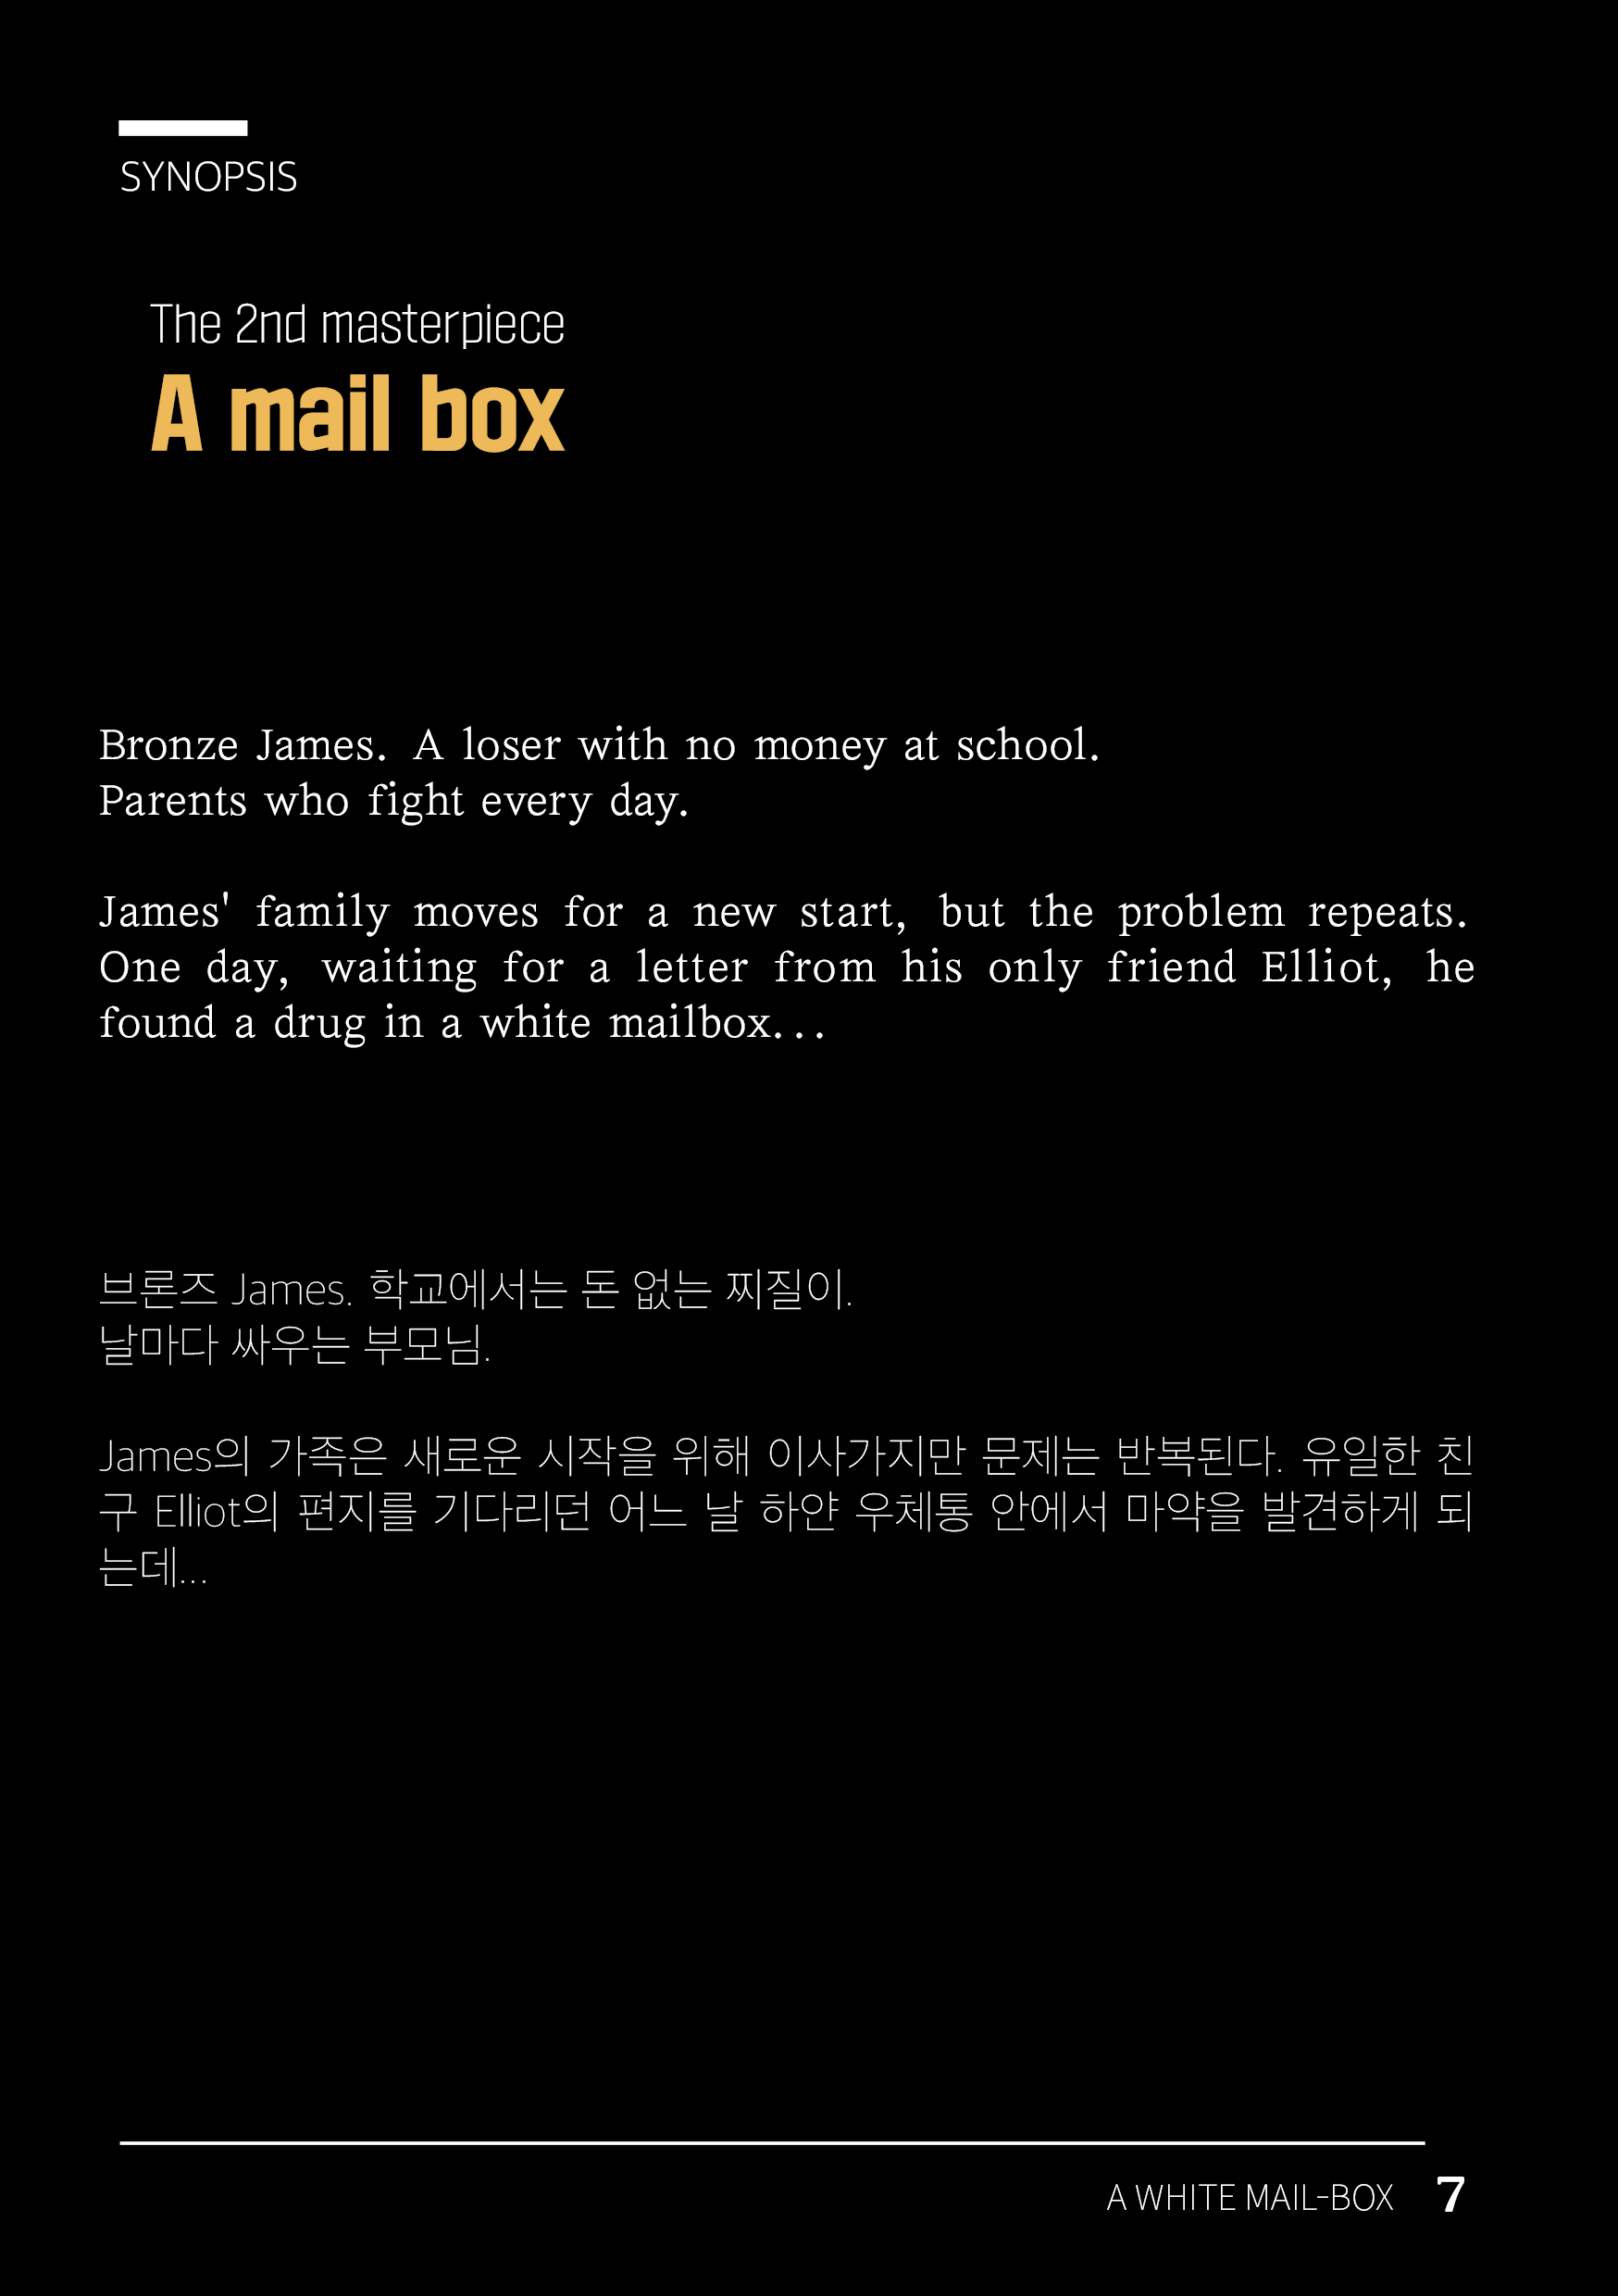 SYNOPSIS
The 2nd masterpiece
A mail box
Bronze James. A loser with no money at school.
Parents who fight every day.
James' family moves for a new start, but the problem repeats.
One day, waiting for a letter from his only friend Elliot, he
found a drug in a white mailbox...
브론즈 James. 학교에서는 돈 없는 찌질이.
날마다 싸우는 부모님.
James의 가족은 새로운 시작을 위해 이사가지만 문제는 반복된다. 유일한 친
구 Elliot의 편지를 기다리던 어느 날 하얀 우체통 안에서 마약을 발견하게 되
는데...
A WHITE MAIL-BOX 7